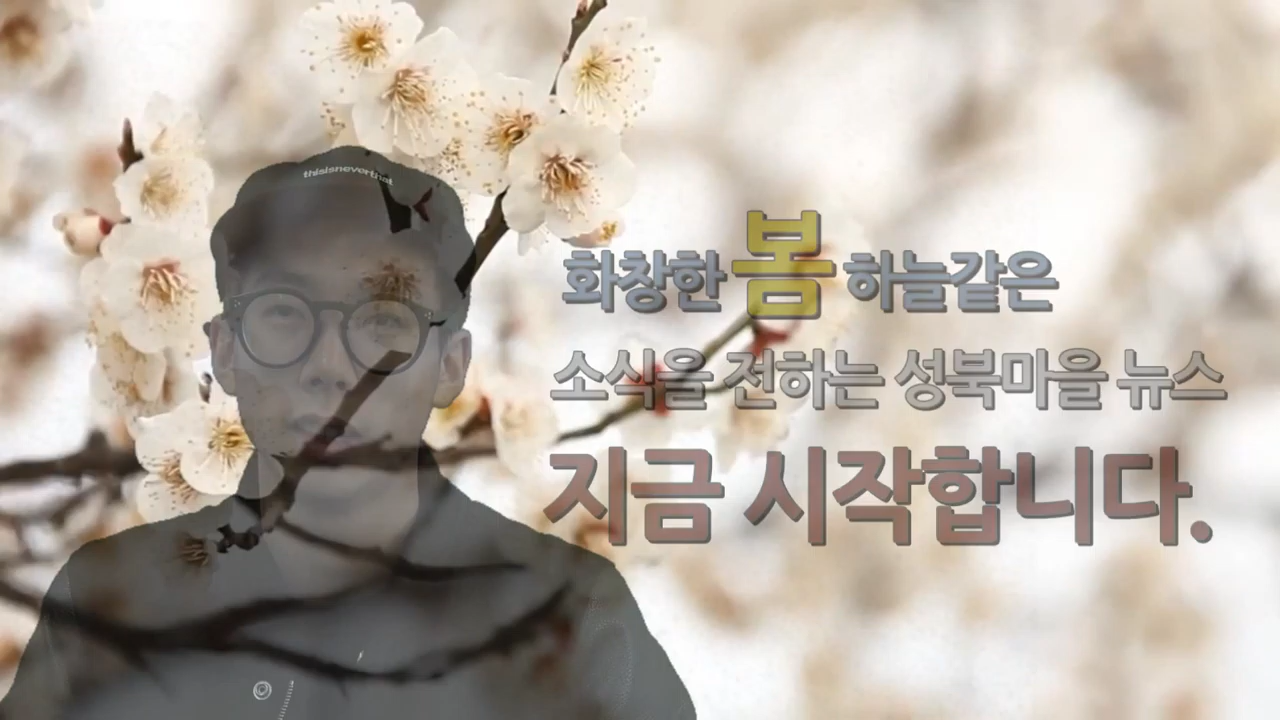 thisisneverthat
화창한 봄 하늘같은
소식을 전하는 성북마을 뉴스
지금 시작합니다.